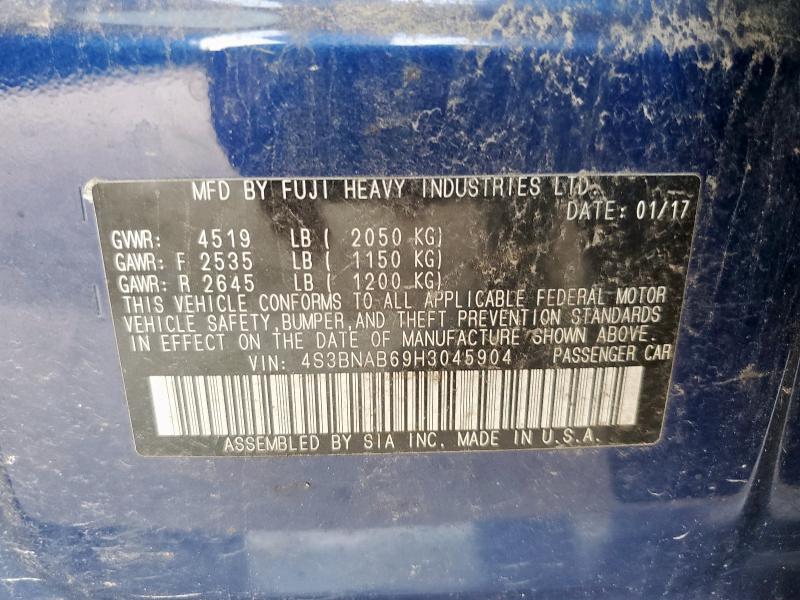 MFD BY FUJI HEAVY INDUSTRIES LTD.
DATE: 01/17
GVWR: 4519 LB ( 2050 KG)
GAWR: F 2535 LB ( 1150 KG)
GAWR: R 2645 LB ( 1200 KG)
THIS VEHICLE CONFORMS TO ALL APPLICABLE FEDERAL MOTOR
VEHICLE SAFETY,BUMPER,AND THEFT PREVENTION STANDARDS
IN EFFECT ON THE DATE OF MANUFACTURE SHOWN ABOVE.
VIN: 4S3BNAB69H3045904 PASSENGER CAR
ASSEMBLED BY SIA INC. MADE IN U.S.A.